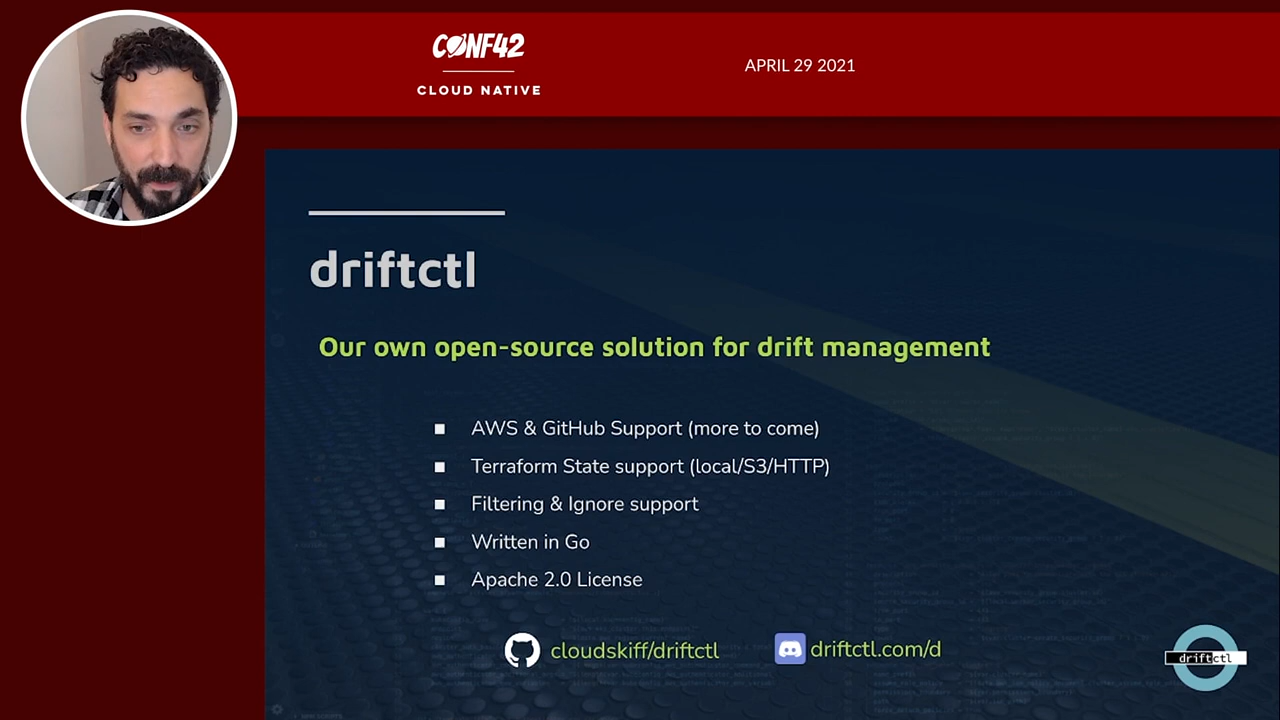 CONF42
CLOUD NATIVE
APRIL 29 2021
driftctl
Our own open-source solution for drift management
AWS & GitHub Support (more to come)
Terraform State support (local/S3/HTTP)
Filtering & Ignore support
Written in Go
Apache 2.0 License
cloudskiff/driftctl
driftctl.com/d
driftctl